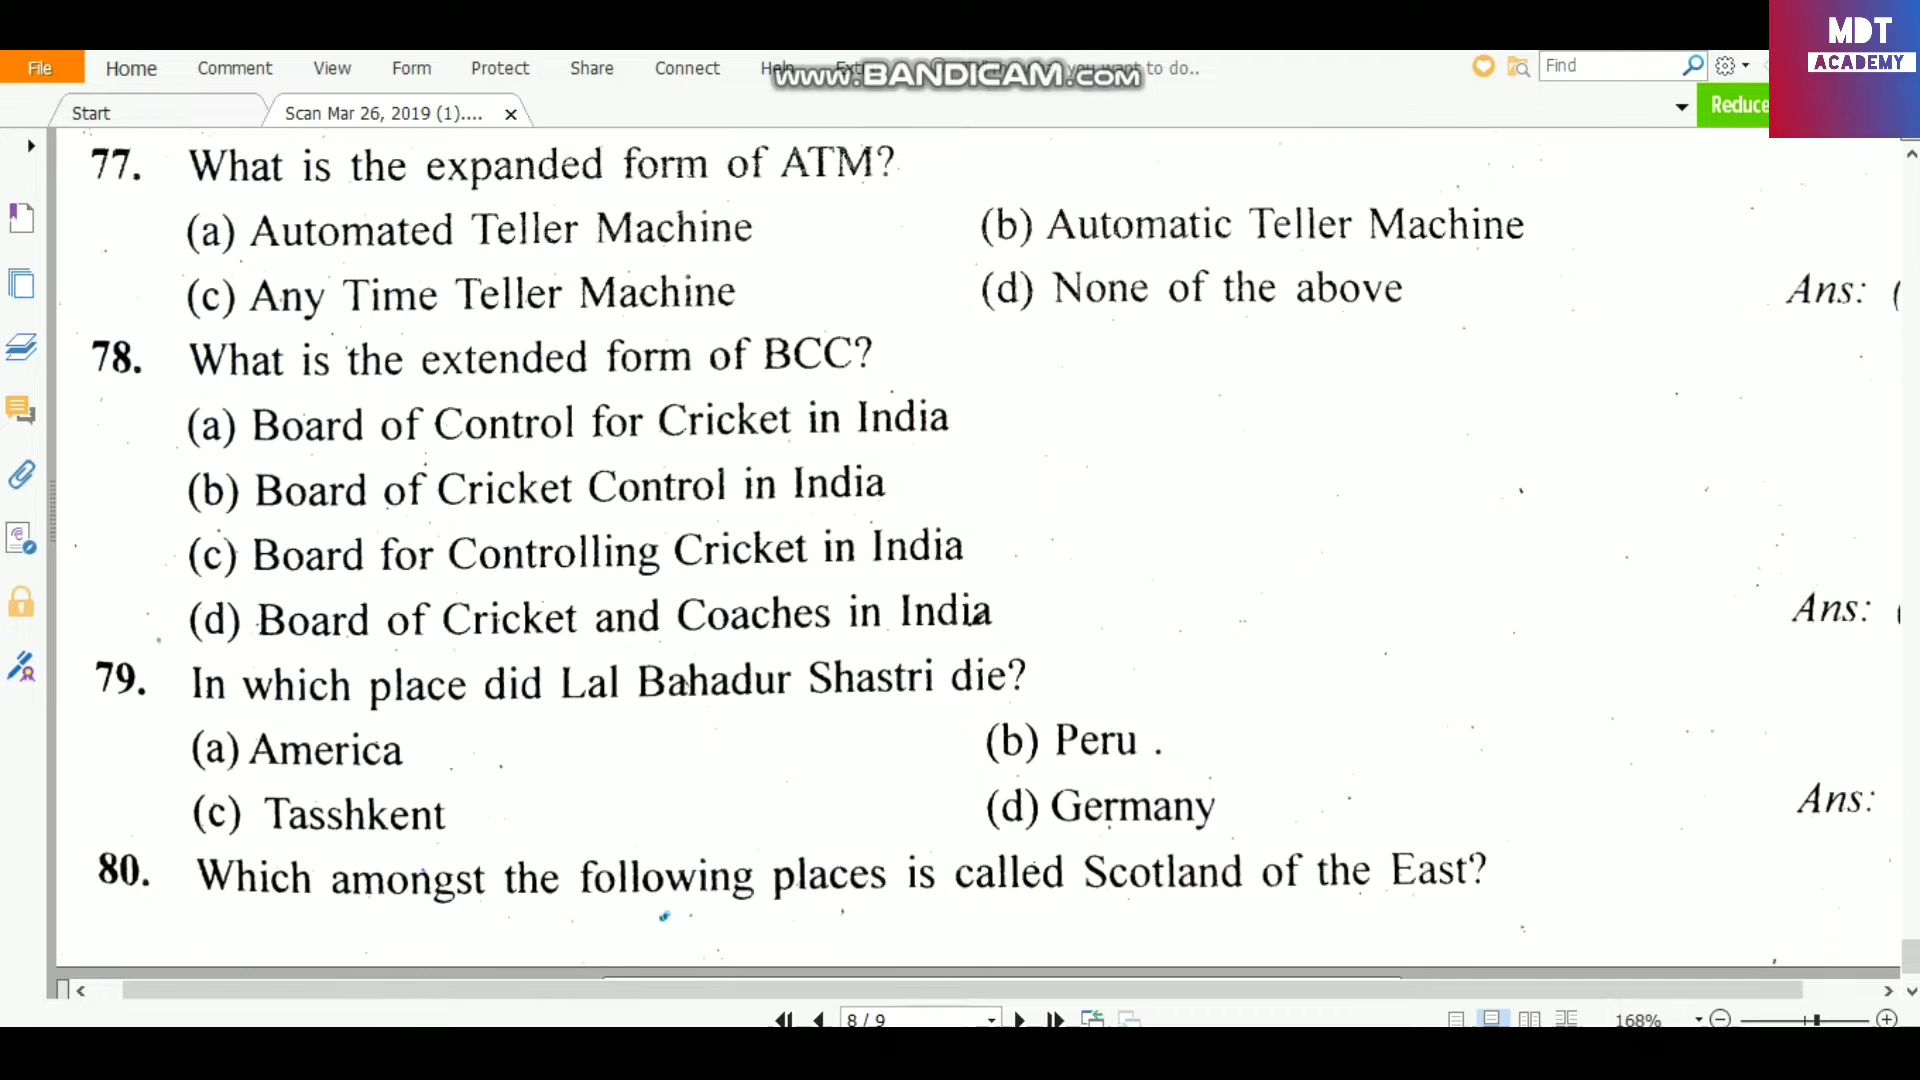 MDT
ACADEMY
File Home Comment View Form Protect Share Connect Help want to do..
www.BANDICAM.com
Find
Start
Scan Mar 26, 2019 (1)....
Reduce
77. What is the expanded form of ATM?
(a) Automated Teller Machine (b) Automatic Teller Machine
(c) Any Time Teller Machine (d) None of the above Ans: (
78. What is the extended form of BCC?
(a) Board of Control for Cricket in India
(b) Board of Cricket Control in India
(c) Board for Controlling Cricket in India
(d) Board of Cricket and Coaches in India Ans: (
79. In which place did Lal Bahadur Shastri die?
(a) America (b) Peru .
(c) Tasshkent (d) Germany Ans:
80. Which amongst the following places is called Scotland of the East?
8 / 9
168%